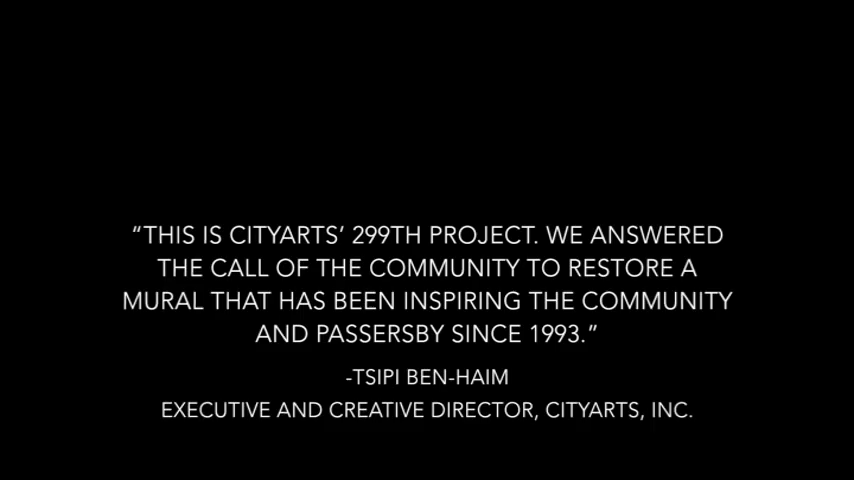 “THIS IS CITYARTS’ 299TH PROJECT. WE ANSWERED
THE CALL OF THE COMMUNITY TO RESTORE A
MURAL THAT HAS BEEN INSPIRING THE COMMUNITY
AND PASSERSBY SINCE 1993.”
-TSIPI BEN-HAIM
EXECUTIVE AND CREATIVE DIRECTOR, CITYARTS, INC.